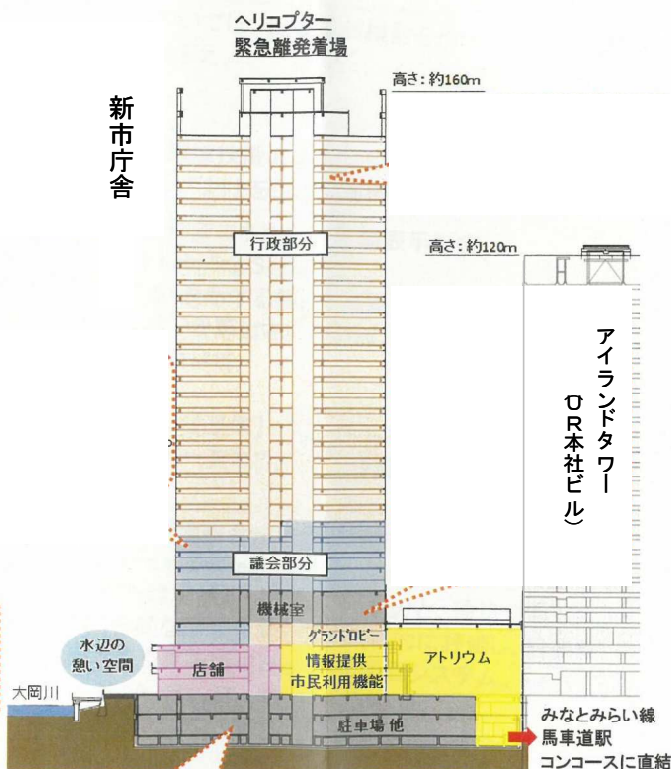 ヘリコプター
緊急離発着場
高さ：約160m
新市庁舎
行政部分
高さ：約120m
アイランドタワー
（UR本社ビル）
議会部分
機械室
グランドロビー
水辺の
憩い空間
店舗
情報提供
市民利用機能
アトリウム
大岡川
駐車場他
みなとみらい線
馬車道駅
コンコースに直結